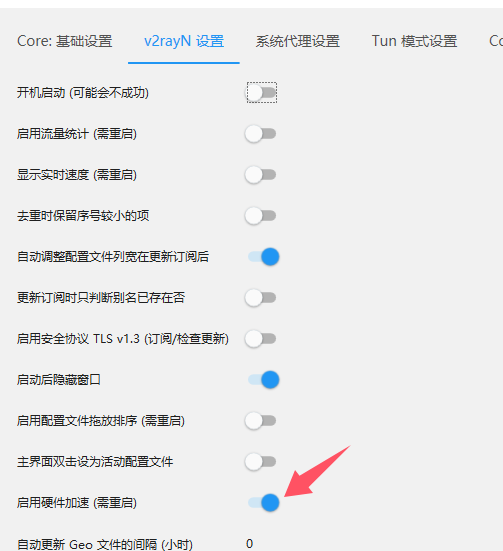 Core: 基础设置 v2rayN 设置 系统代理设置 Tun 模式设置
开机启动 (可能会不成功)
启用流量统计 (需重启)
显示实时速度 (需重启)
去重时保留序号较小的项
自动调整配置文件列宽在更新订阅后
更新订阅时只判断别名已存在否
启用安全协议 TLS v1.3 (订阅/检查更新)
启动后隐藏窗口
启用配置文件拖放排序 (需重启)
主界面双击设为活动配置文件
启用硬件加速 (需重启)
自动更新 Geo 文件的间隔 (小时) 0